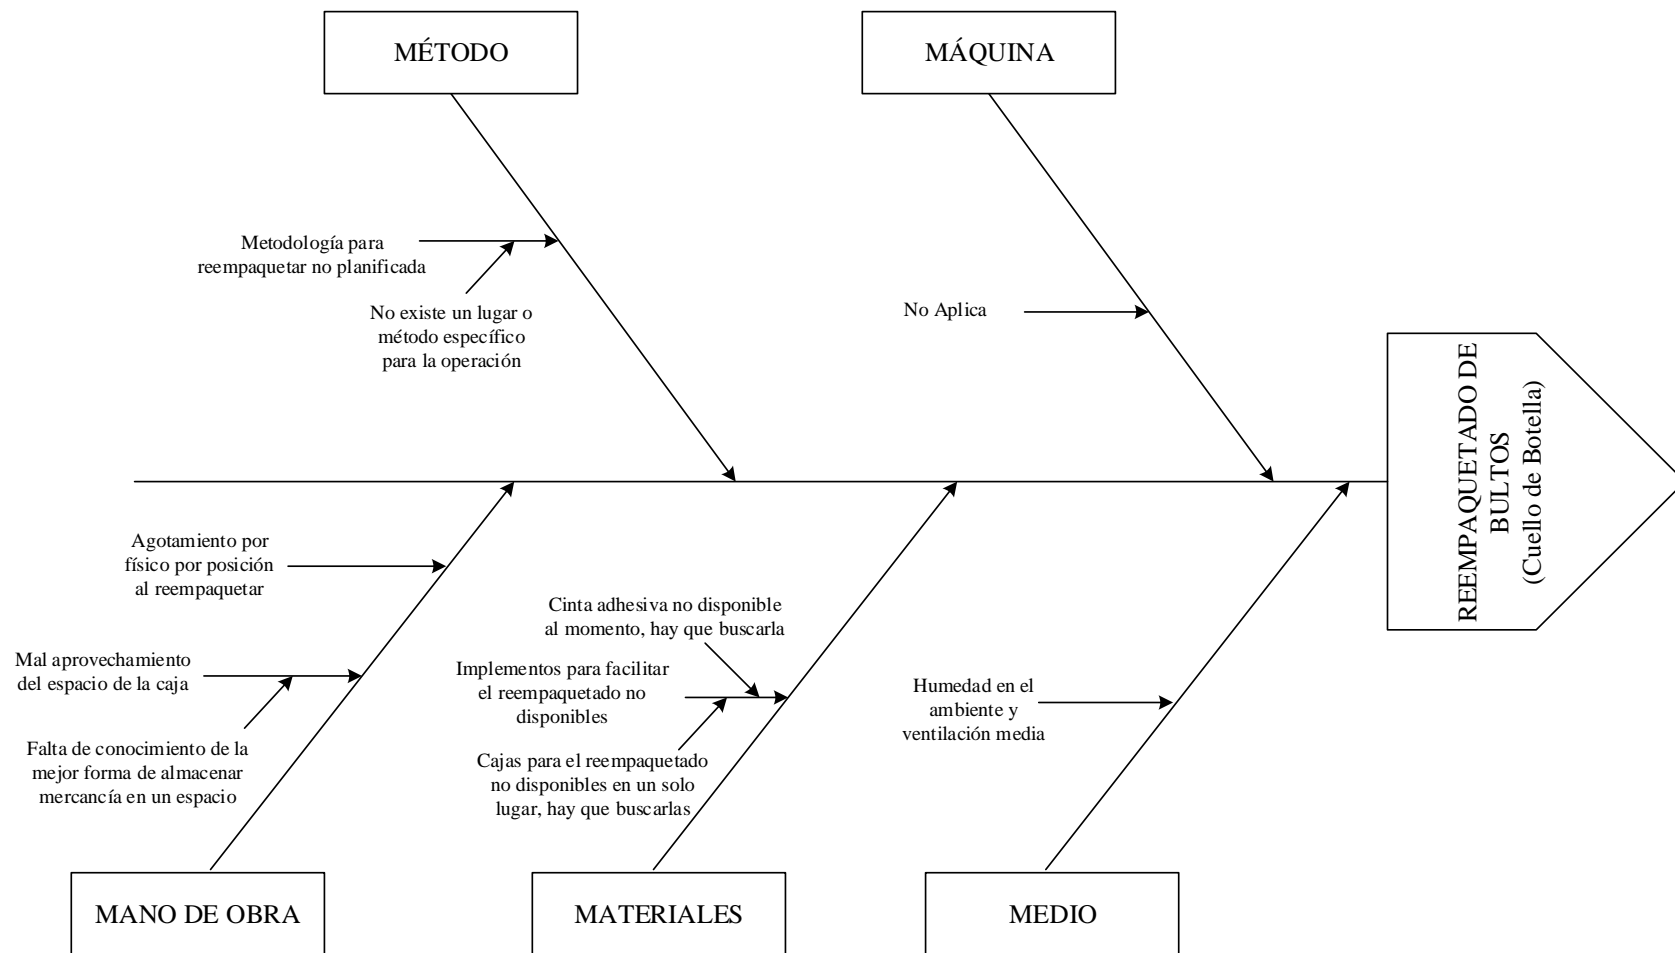 MÉTODO
MÁQUINA
Metodología para
reempaquetar no planificada
No existe un lugar o
método específico
para la operación
No Aplica
REEMPAQUETADO DE
BULTOS
(Cuello de Botella)
Agotamiento por
físico por posición
al reempaquetar
Mal aprovechamiento
del espacio de la caja
Falta de conocimiento de la
mejor forma de almacenar
mercancía en un espacio
Cinta adhesiva no disponible
al momento, hay que buscarla
Implementos para facilitar
el reempaquetado no
disponibles
Cajas para el reempaquetado
no disponibles en un solo
lugar, hay que buscarlas
Humedad en el
ambiente y
ventilación media
MANO DE OBRA
MATERIALES
MEDIO